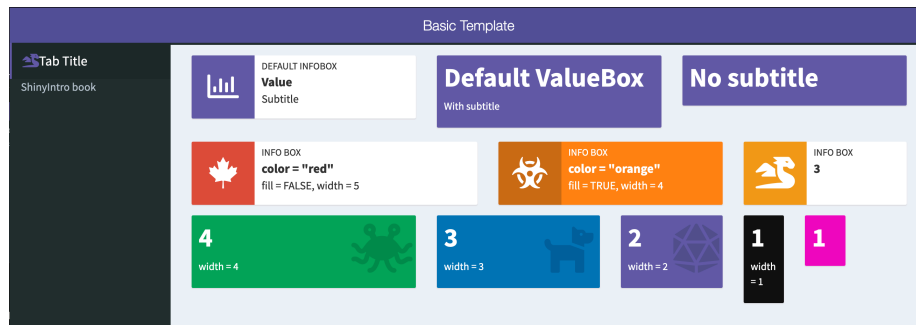 Basic Template
Tab Title
ShinyIntro book
DEFAULT INFOBOX
Value
Subtitle
Default ValueBox
With subtitle
No subtitle
INFO BOX
color = "red"
fill = FALSE, width = 5
INFO BOX
color = "orange"
fill = TRUE, width = 4
INFO BOX
3
4
width = 4
3
width = 3
2
width = 2
1
width
= 1
1